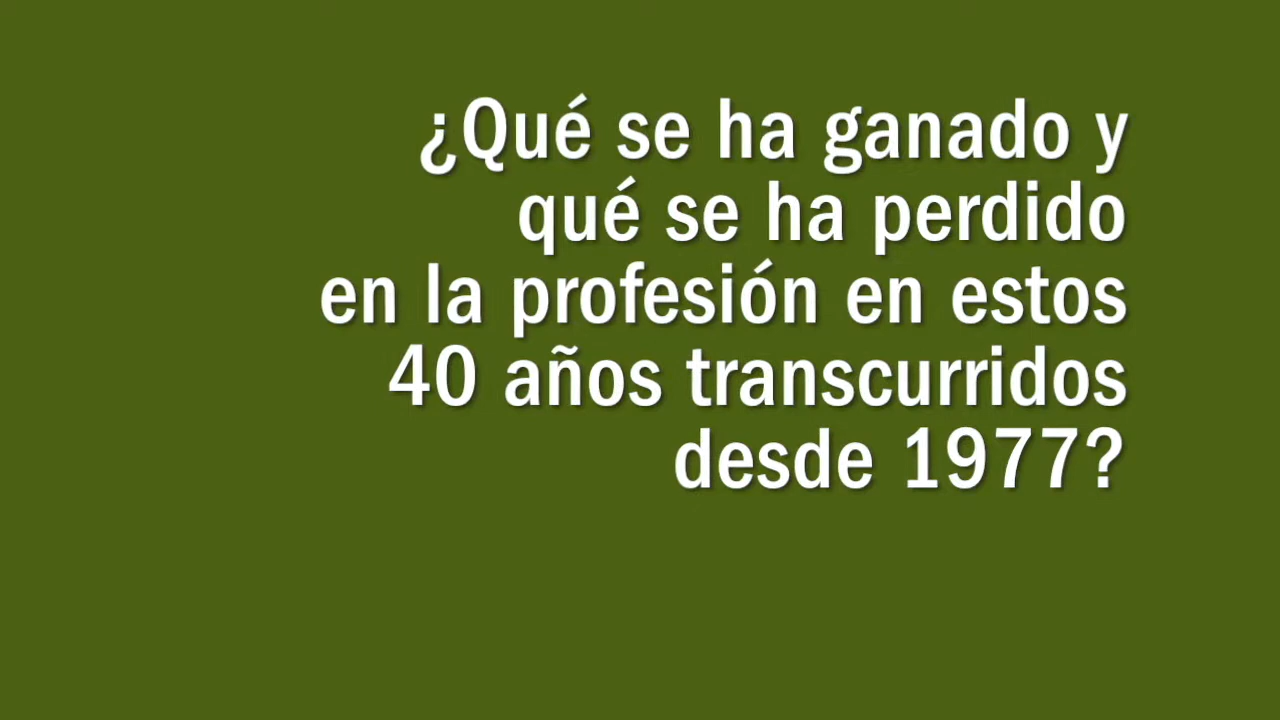 ¿Qué se ha ganado y
qué se ha perdido
en la profesión en estos
40 años transcurridos
desde 1977?